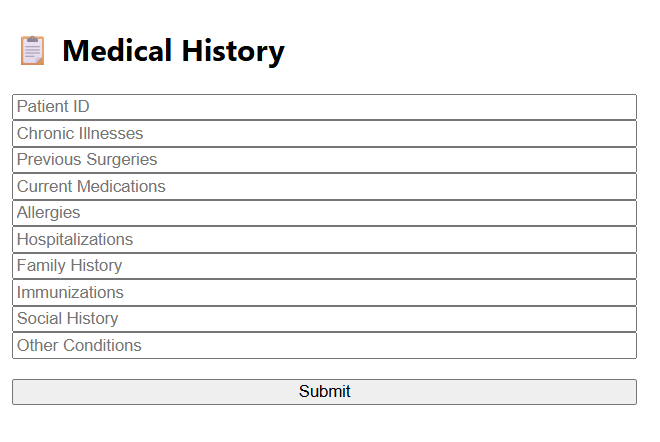 📋 Medical History
Patient ID
Chronic Illnesses
Previous Surgeries
Current Medications
Allergies
Hospitalizations
Family History
Immunizations
Social History
Other Conditions
Submit